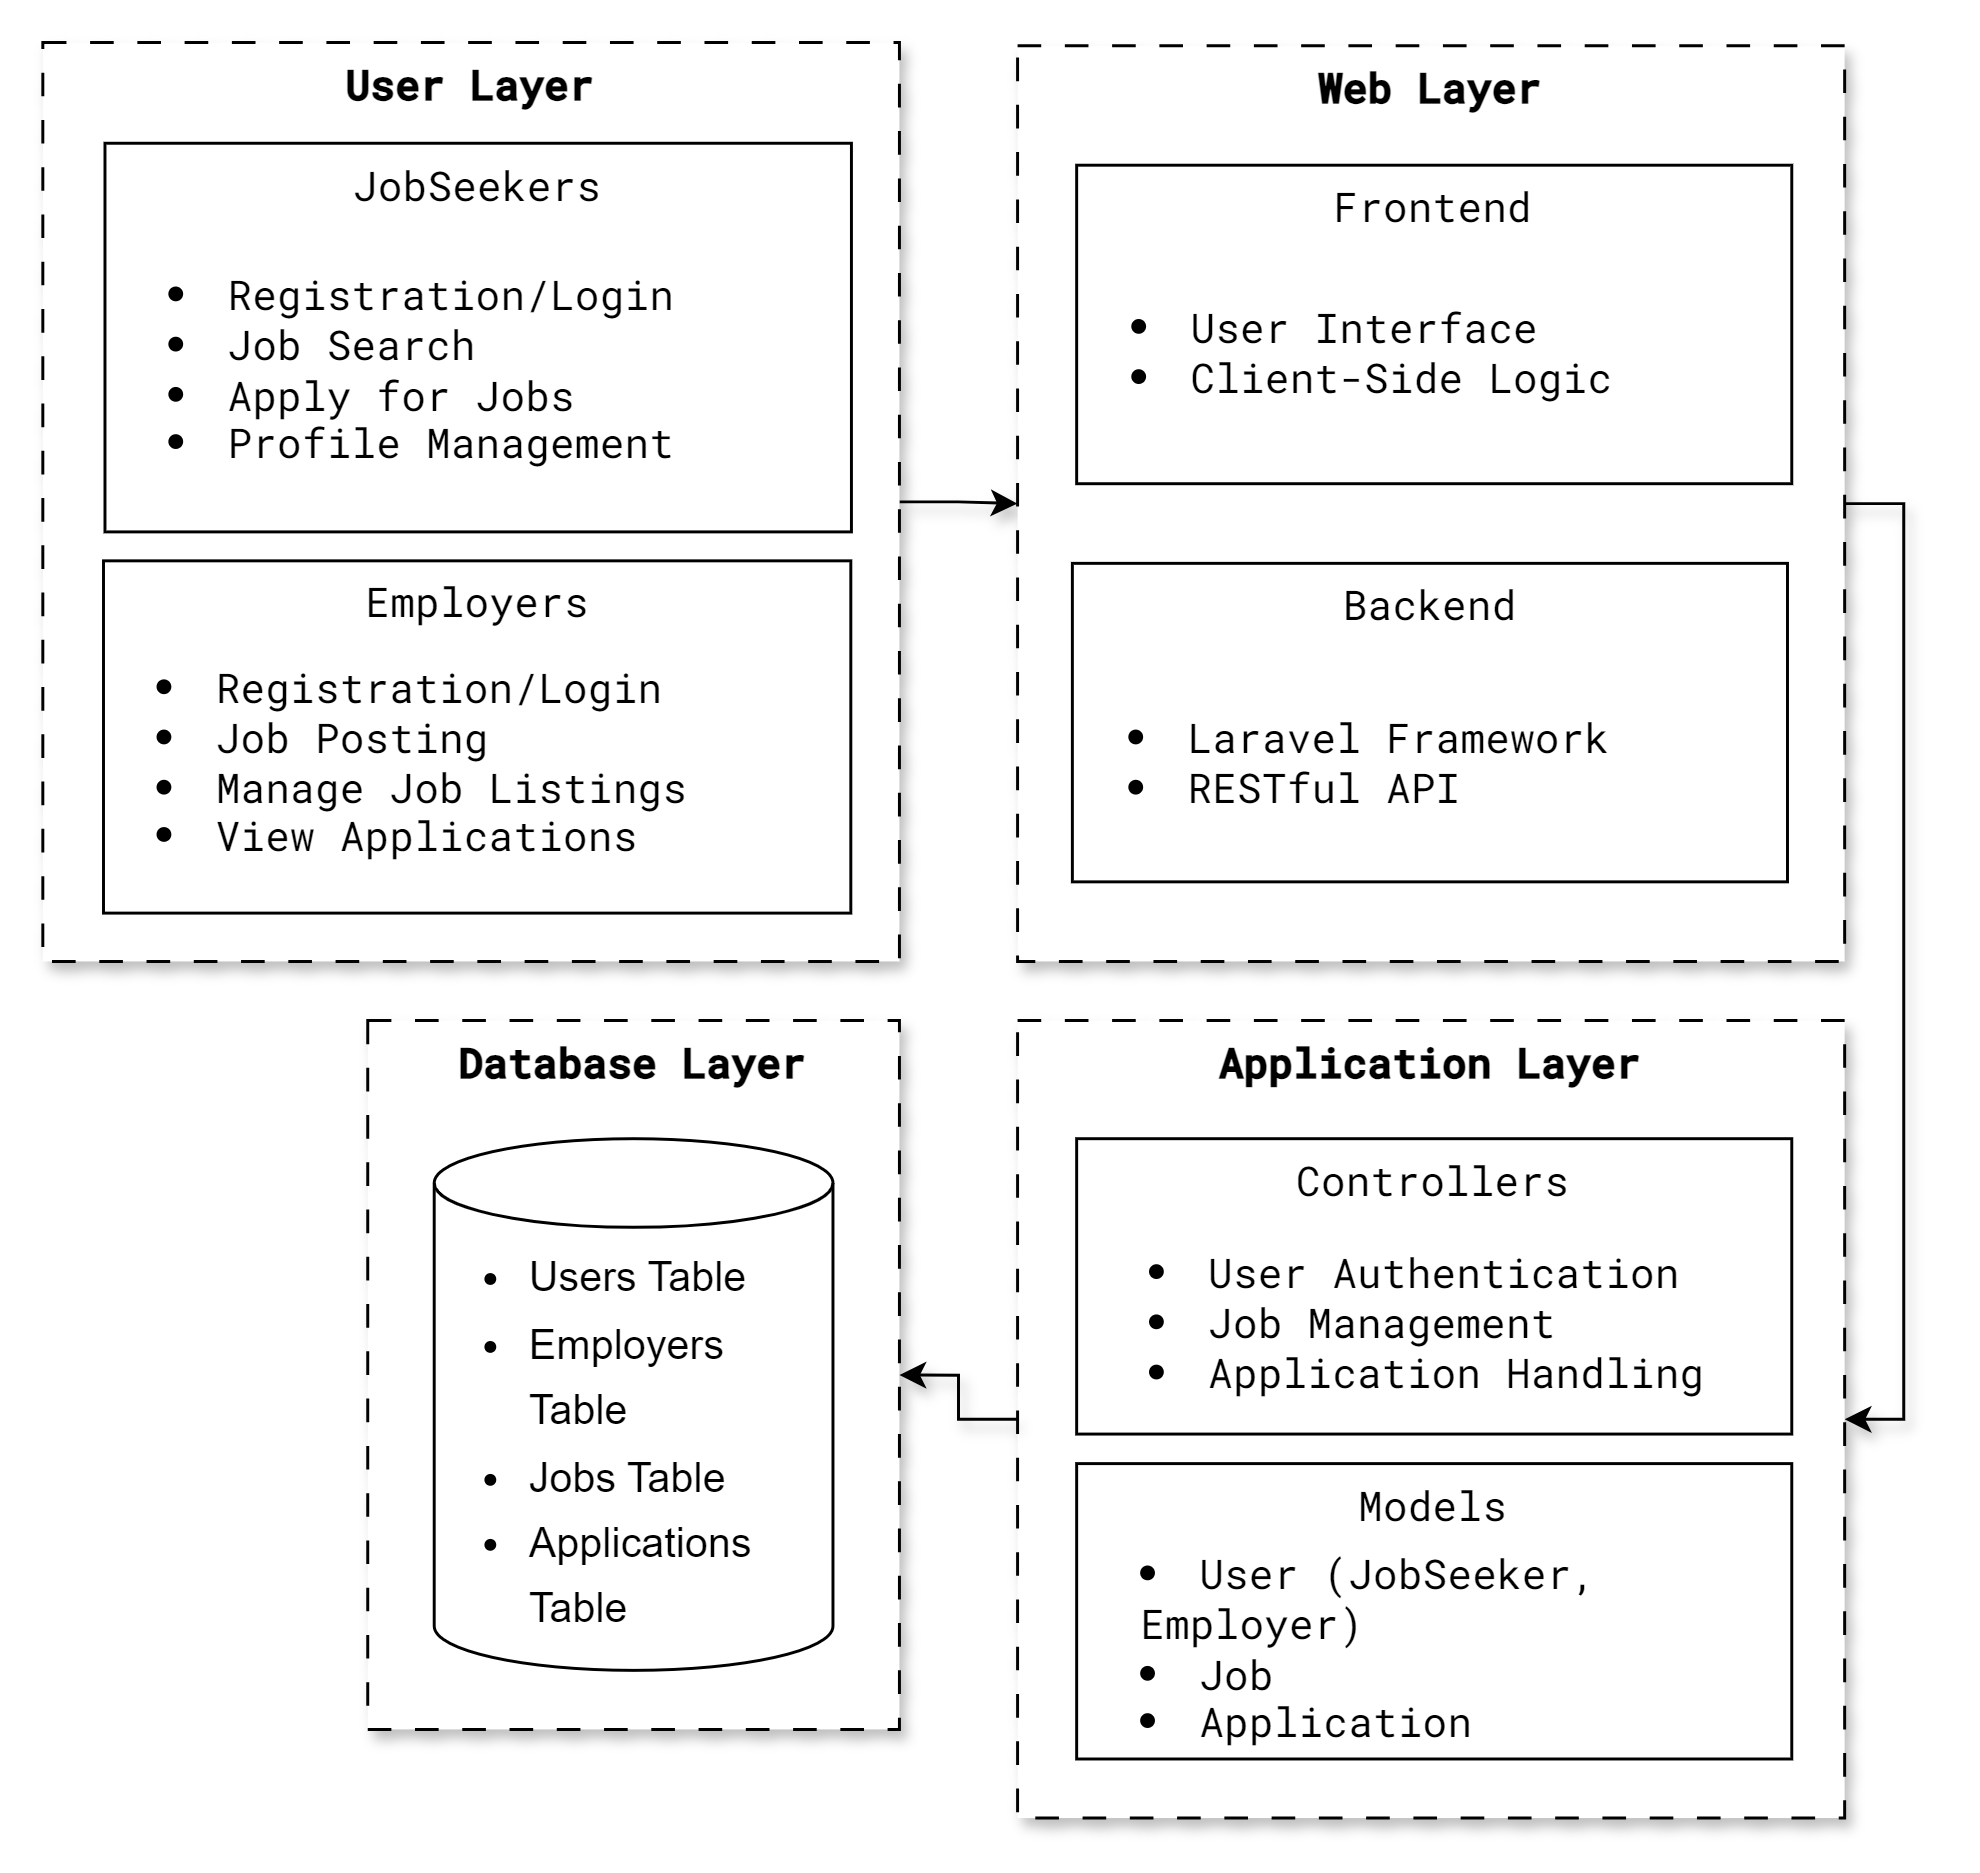 User Layer
JobSeekers
• Registration/Login
• Job Search
• Apply for Jobs
• Profile Management
Employers
• Registration/Login
• Job Posting
• Manage Job Listings
• View Applications
Web Layer
Frontend
• User Interface
• Client-Side Logic
Backend
• Laravel Framework
• RESTful API
Database Layer
• Users Table
• Employers
Table
• Jobs Table
• Applications
Table
Application Layer
Controllers
• User Authentication
• Job Management
• Application Handling
Models
• User (JobSeeker,
Employer)
• Job
• Application